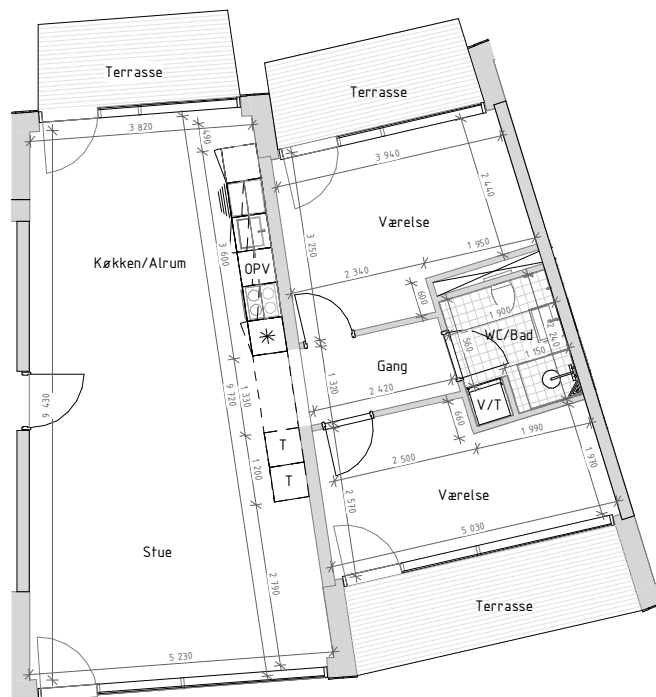 Terrasse
Terrasse
3 820
490
3 940
2 440
Værelse
3 250
1 950
Køkken/Alrum
3 600
OPV
2 340
600
1 900
2 240
WC/Bad
560
1 150
Gang
1 320
2 420
V/T
9 430
9 720
1 330
660
1 990
T
2 500
1 970
T
1 200
Værelse
2 570
5 030
Stue
2 790
Terrasse
5 230